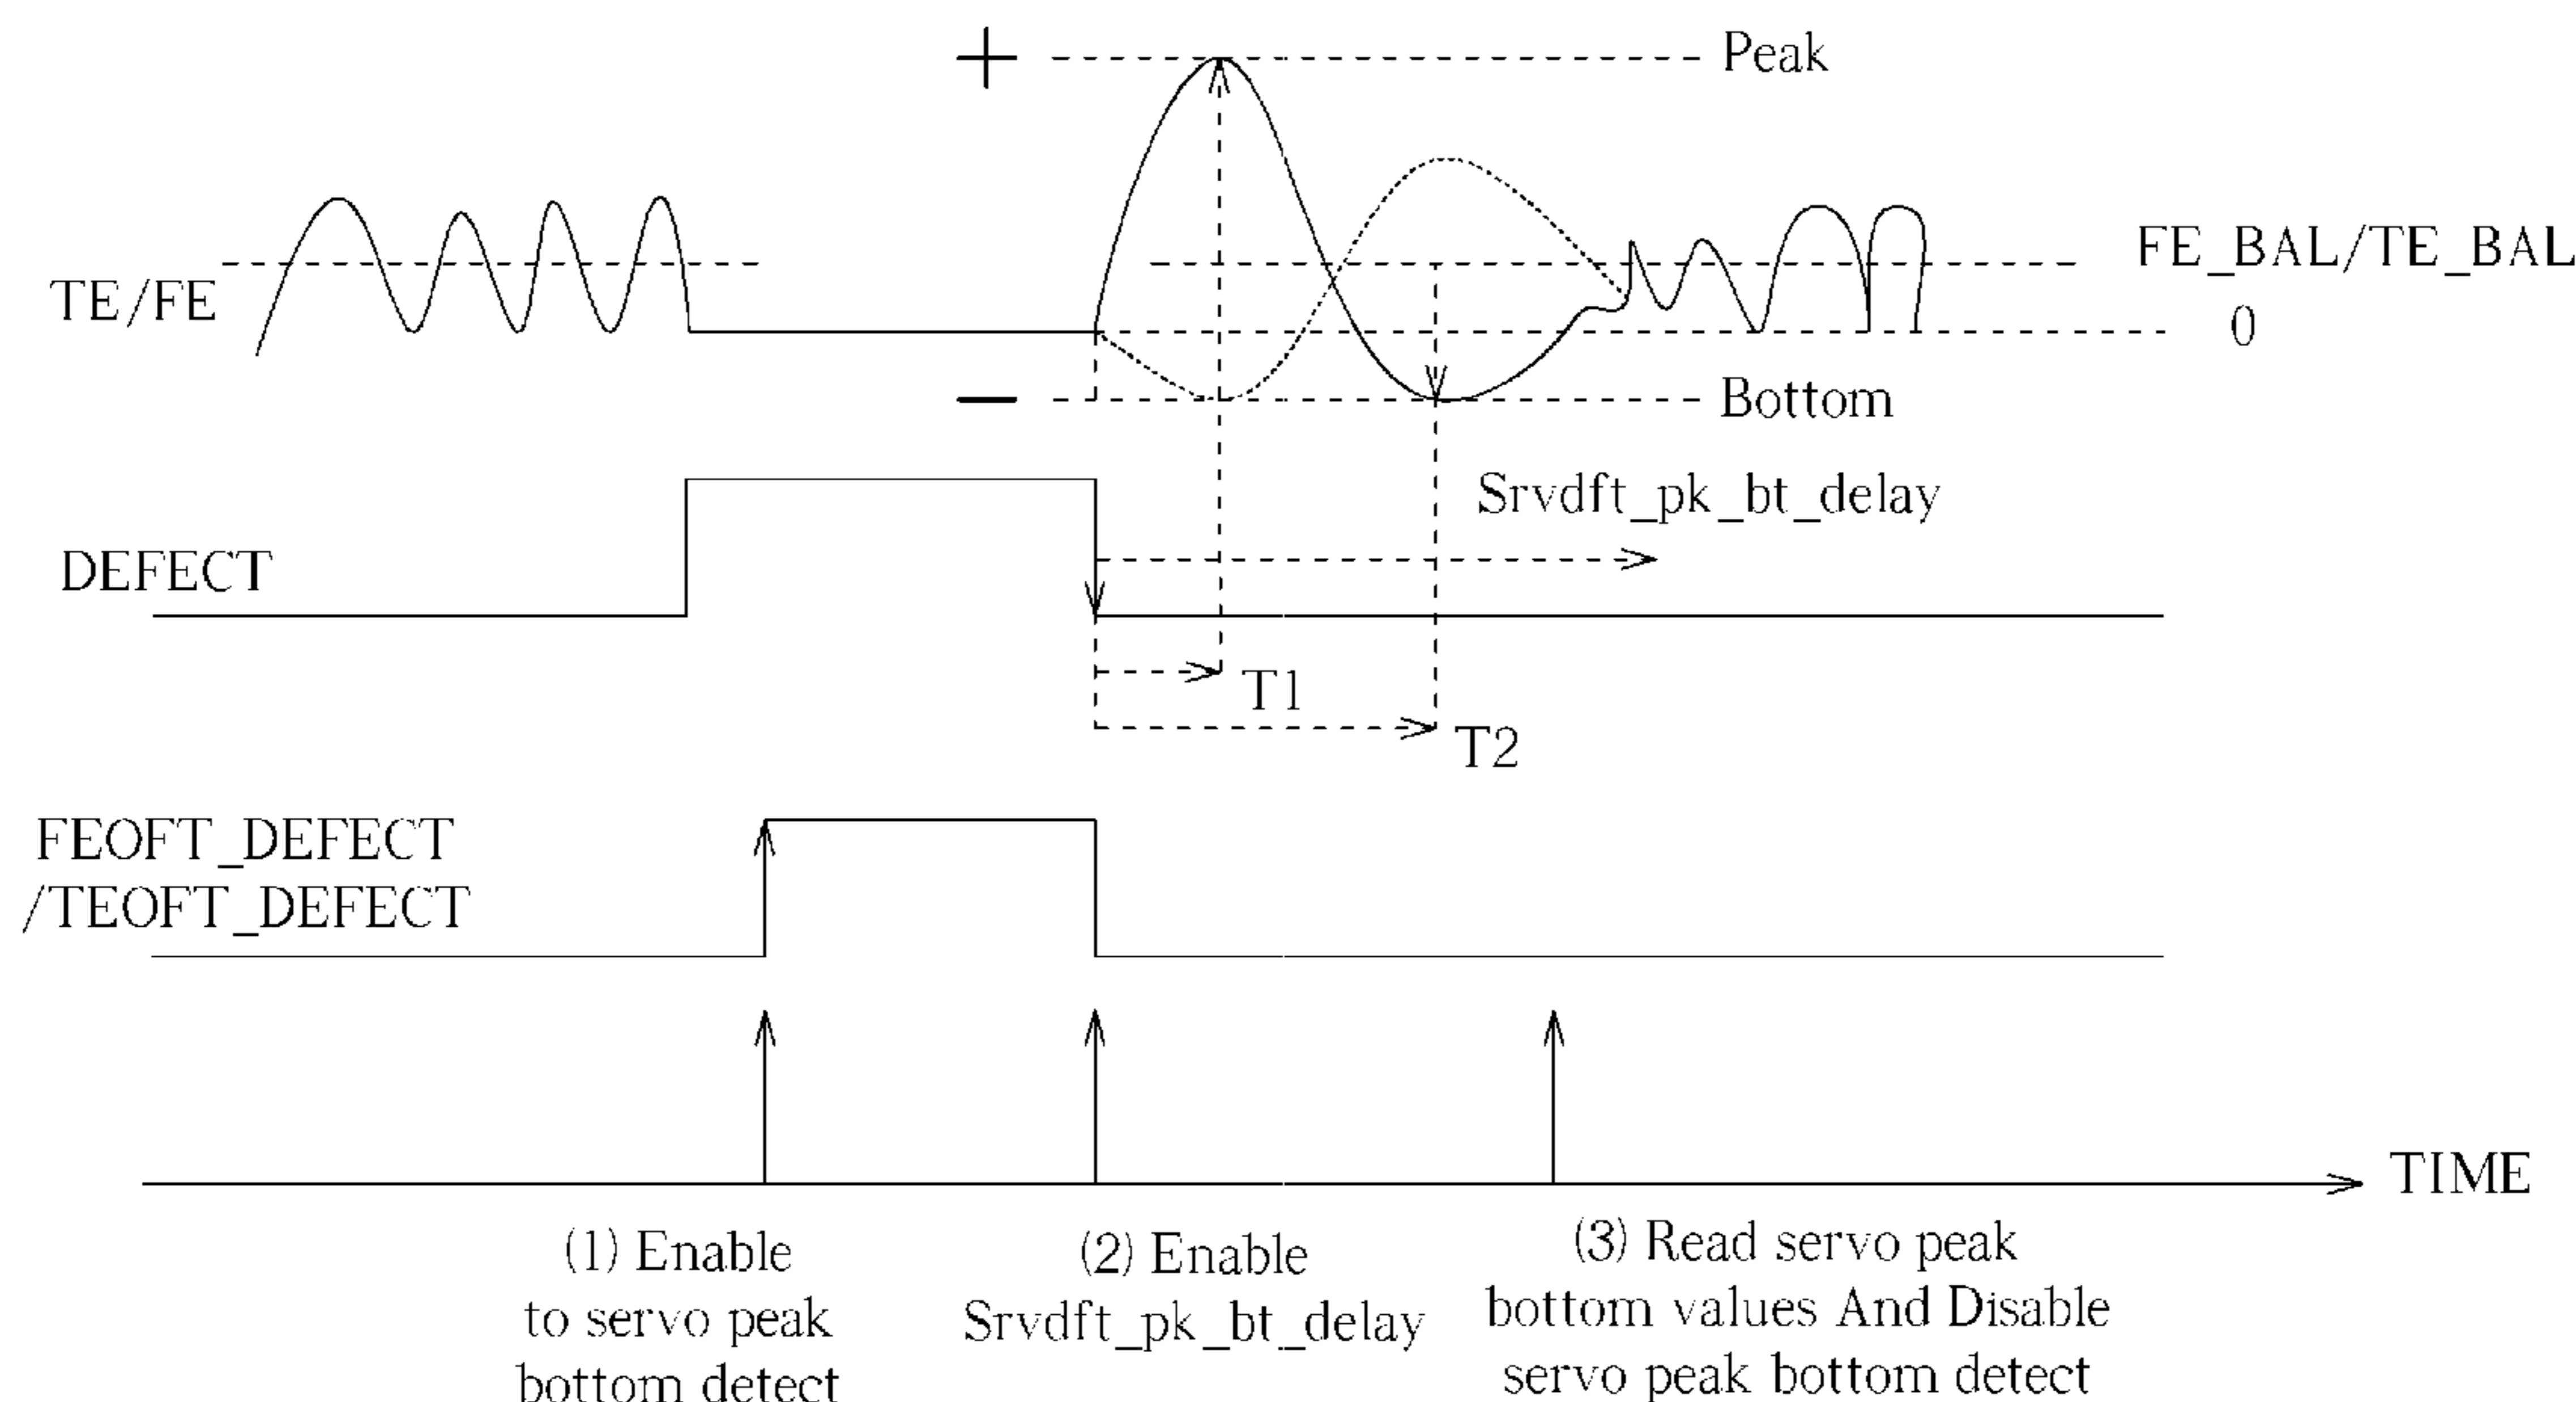 +
Peak
FE_BAL/TE_BAL
TE/FE
0
−
Bottom
Srvdft_pk_bt_delay
DEFECT
T1
T2
FEOFT_DEFECT
/TEOFT_DEFECT
TIME
(1) Enable
to servo peak
bottom detect
(2) Enable
Srvdft_pk_bt_delay
(3) Read servo peak
bottom values And Disable
servo peak bottom detect